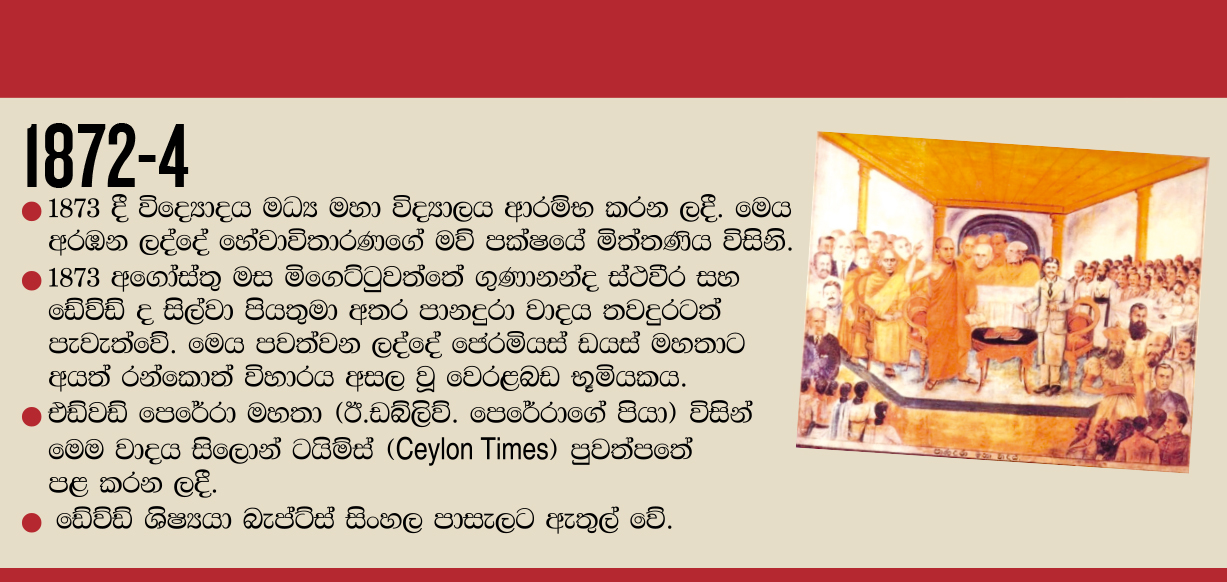 1872-4
1873 දී විද්‍යොදය මධ්‍ය මහා විද්‍යාලය ආරම්භ කරන ලදී. මෙය
අරඹන ලද්දේ හේවාවිතාරණගේ මව් පක්ෂයේ මිත්තණිය විසිනි.
1873 අගෝස්තු මස මිගෙට්ටුවත්තේ ගුණානන්ද ස්ථවීර සහ
ඩේව්ඩ් ද සිල්වා පියතුමා අතර පානදුරා වාදය තවදුරටත්
පැවැත්වේ. මෙය පවත්වන ලද්දේ ජෙරමියස් ඩයස් මහතාට
අයත් රන්කොත් විහාරය අසල වූ වෙරළබඩ භූමියකය.
එඩ්වඩ් පෙරේරා මහතා (ඊ.ඩබ්ලිව්. පෙරේරාගේ පියා) විසින්
මෙම වාදය සිලොන් ටයිම්ස් (Ceylon Times) පුවත්පතේ
පළ කරන ලදී.
ඩේව්ඩ් ශිෂ්‍යයා බැප්ටිස් සිංහල පාසැලට ඇතුල් වේ.